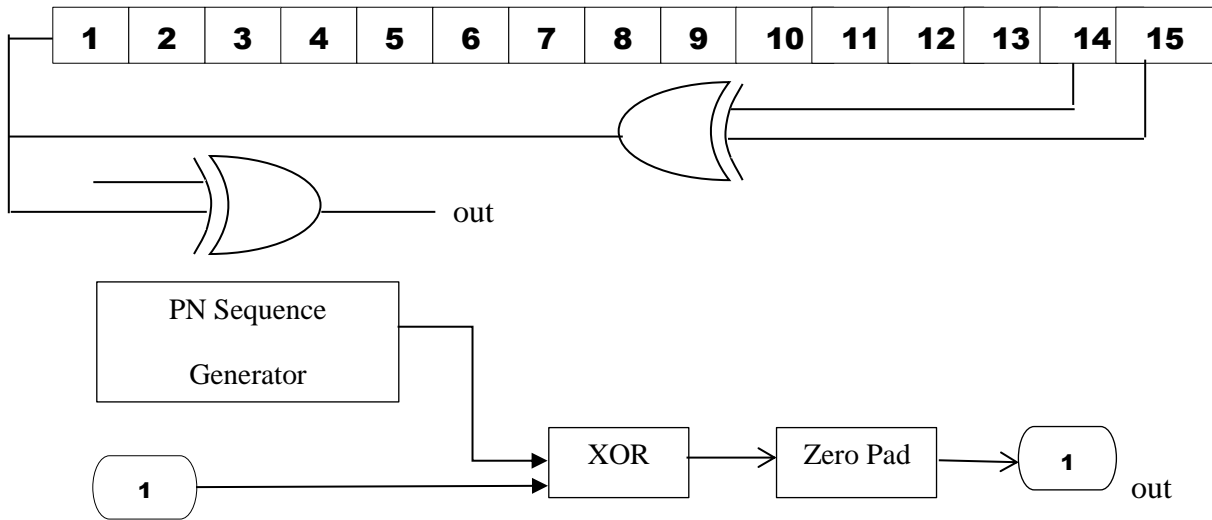 1 2 3 4 5 6 7 8 9 10 11 12 13 14 15
out
PN Sequence
Generator
XOR
Zero Pad
1
1
out